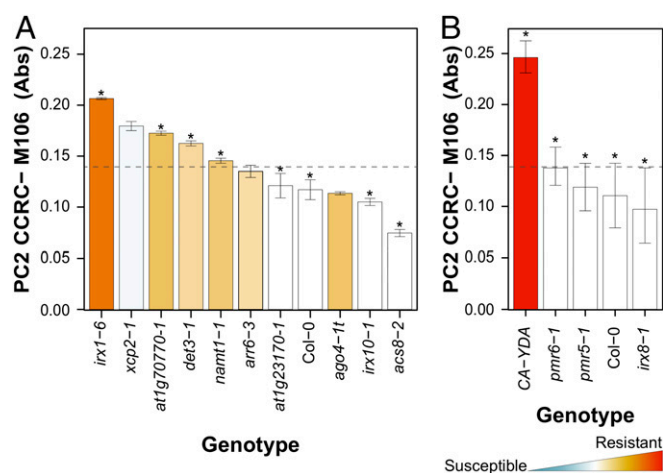 A
PC2 CCRC– M106 (Abs)
0.25
0.20
0.15
0.10
0.05
0.00
*
*
*
*
*
*
*
*
irx1–6
xcp2–1
at1g70770-1
det3–1
namt1–1
arr6–3
at1g23170-1
Col–0
ago4–1t
irx10–1
acs8–2
Genotype
B
PC2 CCRC– M106 (Abs)
0.25
0.20
0.15
0.10
0.05
0.00
*
*
*
*
*
CA–YDA
pmr6–1
pmr5–1
Col–0
irx8–1
Genotype
Resistant
Susceptible